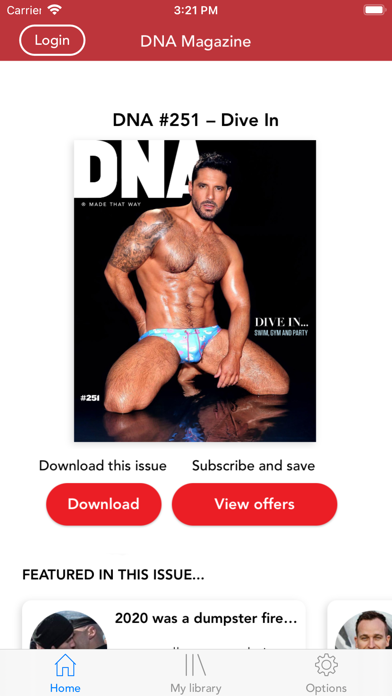 Carrier
3:21 PM
Login
DNA Magazine
DNA #251 – Dive In
DNA
® MADE THAT WAY
DIVE IN...
SWIM, GYM AND PARTY
#251
Download this issue
Subscribe and save
Download
View offers
FEATURED IN THIS ISSUE...
2020 was a dumpster fire…
Home
My library
Options